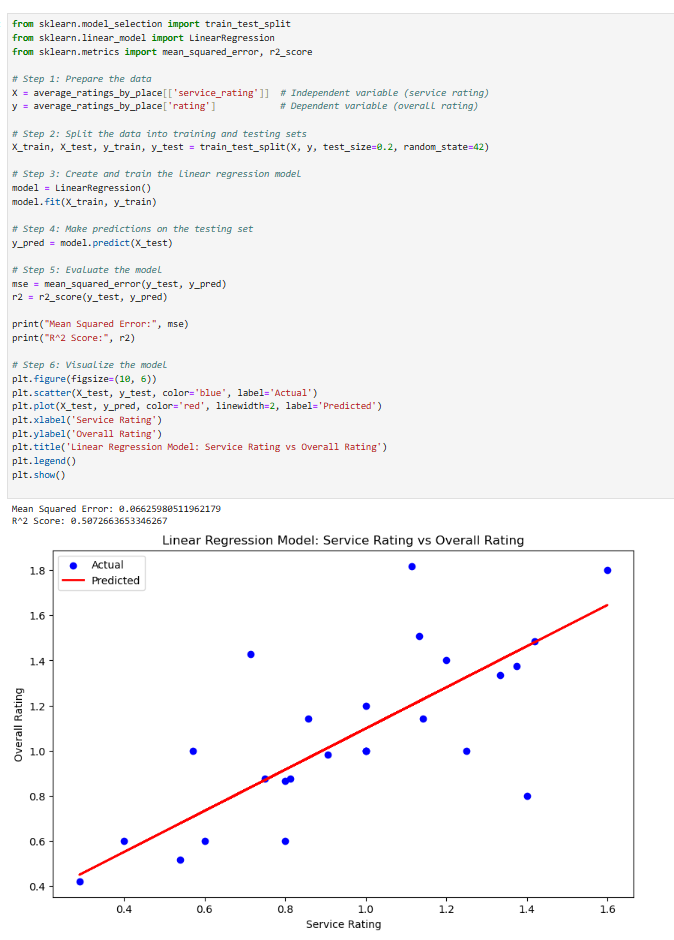 from sklearn.model_selection import train_test_split
from sklearn.linear_model import LinearRegression
from sklearn.metrics import mean_squared_error, r2_score
# Step 1: Prepare the data
X = average_ratings_by_place[['service_rating']]  # Independent variable (service rating)
y = average_ratings_by_place['rating']            # Dependent variable (overall rating)
# Step 2: Split the data into training and testing sets
X_train, X_test, y_train, y_test = train_test_split(X, y, test_size=0.2, random_state=42)
# Step 3: Create and train the linear regression model
model = LinearRegression()
model.fit(X_train, y_train)
# Step 4: Make predictions on the testing set
y_pred = model.predict(X_test)
# Step 5: Evaluate the model
mse = mean_squared_error(y_test, y_pred)
r2 = r2_score(y_test, y_pred)
print("Mean Squared Error:", mse)
print("R^2 Score:", r2)
# Step 6: Visualize the model
plt.figure(figsize=(10, 6))
plt.scatter(X_test, y_test, color='blue', label='Actual')
plt.plot(X_test, y_pred, color='red', linewidth=2, label='Predicted')
plt.xlabel('Service Rating')
plt.ylabel('Overall Rating')
plt.title('Linear Regression Model: Service Rating vs Overall Rating')
plt.legend()
plt.show()
Mean Squared Error: 0.06625980511962179
R^2 Score: 0.5072663653346267
Linear Regression Model: Service Rating vs Overall Rating
Actual
Predicted
1.8
1.6
1.4
1.2
1.0
0.8
0.6
0.4
Overall Rating
0.4 0.6 0.8 1.0 1.2 1.4 1.6
Service Rating